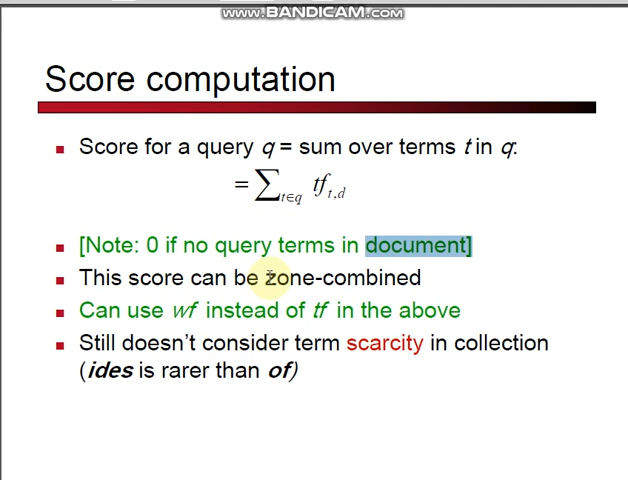 www.BANDICAM.com
Score computation
Score for a query q = sum over terms t in q:
= ∑t∈q tft,d
[Note: 0 if no query terms in document]
This score can be zone-combined
Can use wf instead of tf in the above
Still doesn’t consider term scarcity in collection
(ides is rarer than of)